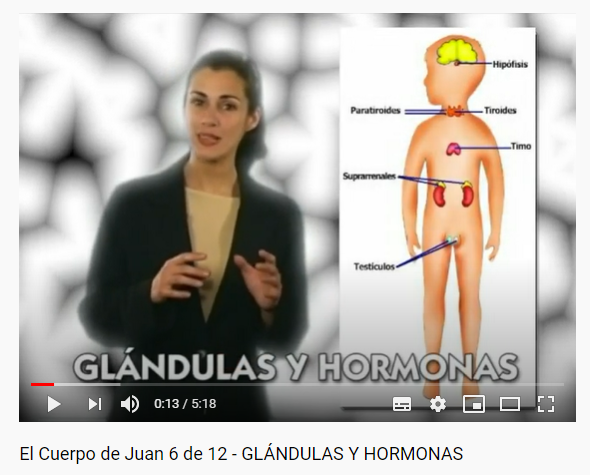 Hipófisis
Paratiroides
Tiroides
Timo
Suprarrenales
Testículos
GLÁNDULAS Y HORMONAS
0:13 / 5:18
El Cuerpo de Juan 6 de 12 - GLÁNDULAS Y HORMONAS